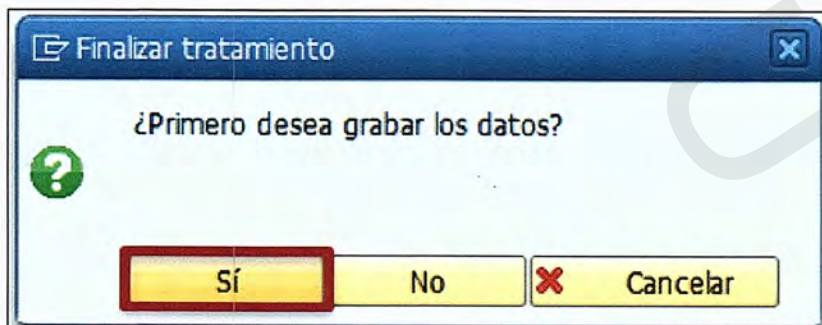 Finalizar tratamiento
¿Primero desea grabar los datos?
Sí
No
Cancelar